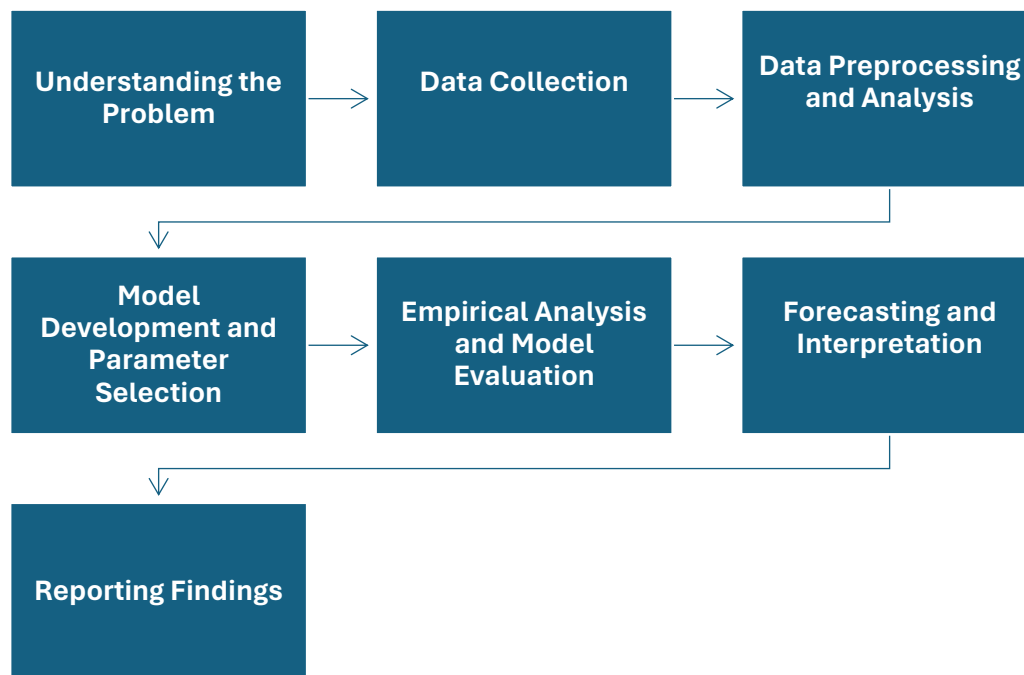 Understanding the
Problem
Data Collection
Data Preprocessing
and Analysis
Model
Development and
Parameter
Selection
Empirical Analysis
and Model
Evaluation
Forecasting and
Interpretation
Reporting Findings